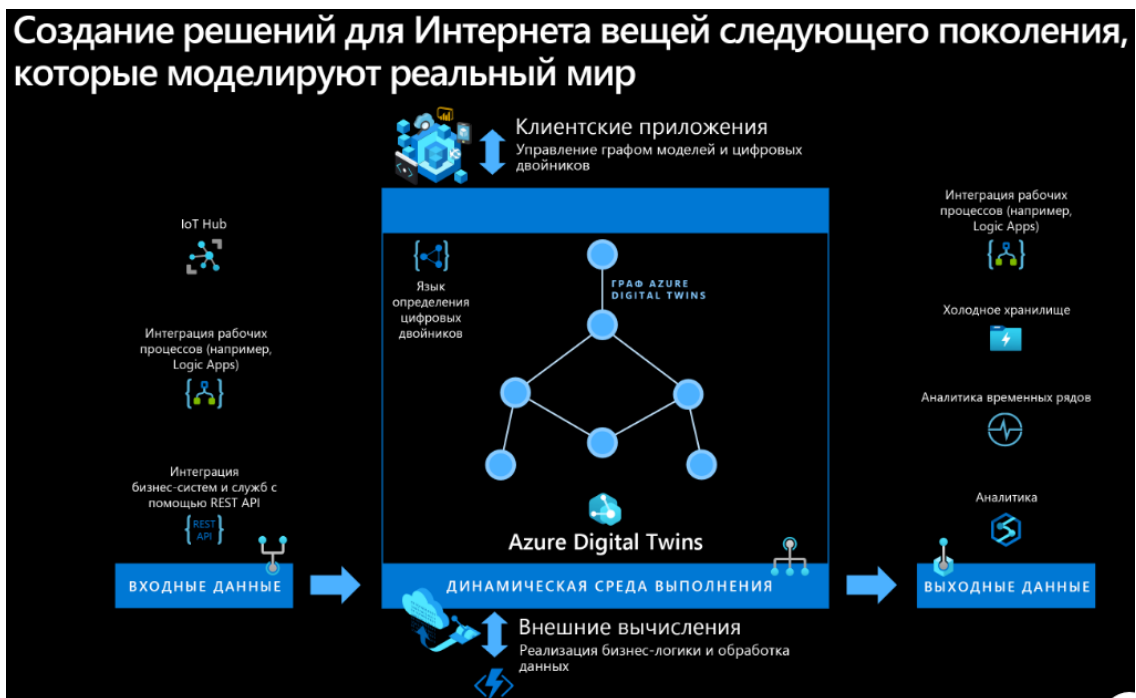 Создание решений для Интернета вещей следующего поколения,
которые моделируют реальный мир
Клиентские приложения
Управление графом моделей и цифровых
двойников
IoT Hub
Интеграция рабочих
процессов (например,
Logic Apps)
Интеграция
бизнес-систем и служб с
помощью REST API
REST
API
ВХОДНЫЕ ДАННЫЕ
Язык
определения
цифровых
двойников
ГРАФ AZURE
DIGITAL TWINS
Azure Digital Twins
ДИНАМИЧЕСКАЯ СРЕДА ВЫПОЛНЕНИЯ
Внешние вычисления
Реализация бизнес-логики и обработка
данных
Интеграция рабочих
процессов (например,
Logic Apps)
Холодное хранилище
Аналитика временных рядов
Аналитика
ВЫХОДНЫЕ ДАННЫЕ